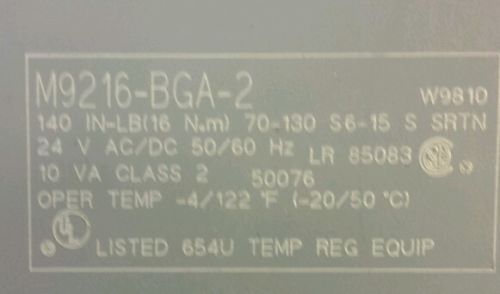 M9216-BGA-2 W9810
140 IN-LB(16 N.m) 70-130 S6-15 S SRTN
24 V AC/DC 50/60 Hz LR 85083
10 VA CLASS 2 50076
OPER TEMP -4/122 °F (-20/50 °C)
UL LISTED 654U TEMP REG EQUIP